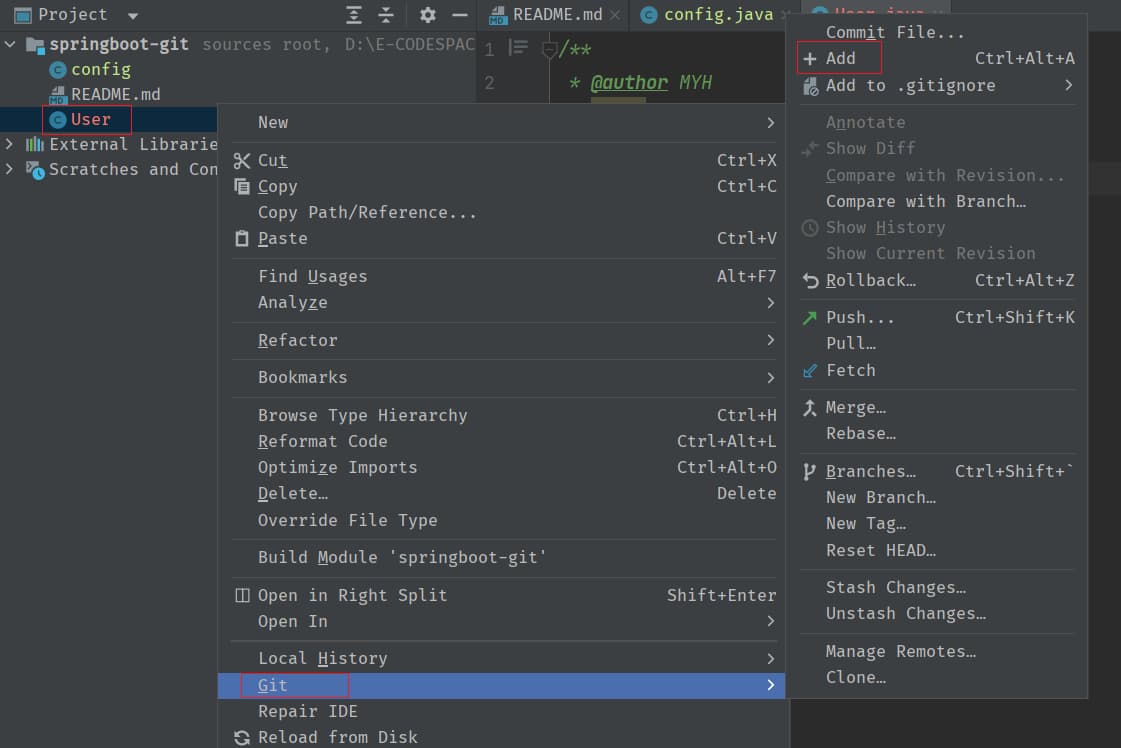 Project
springboot-git sources root, D:\E-CODESPAC
config
README.md
User
External Librarie
Scratches and Con
README.md
config.java
User.java
1 /**
2 * @author MYH
New
Cut Ctrl+X
Copy Ctrl+C
Copy Path/Reference...
Paste Ctrl+V
Find Usages Alt+F7
Analyze
Refactor
Bookmarks
Browse Type Hierarchy Ctrl+H
Reformat Code Ctrl+Alt+L
Optimize Imports Ctrl+Alt+O
Delete… Delete
Override File Type
Build Module 'springboot-git'
Open in Right Split Shift+Enter
Open In
Local History
Git
Repair IDE
Reload from Disk
Commit File...
Add Ctrl+Alt+A
Add to .gitignore
Annotate
Show Diff
Compare with Revision...
Compare with Branch…
Show History
Show Current Revision
Rollback… Ctrl+Alt+Z
Push... Ctrl+Shift+K
Pull…
Fetch
Merge…
Rebase…
Branches… Ctrl+Shift+`
New Branch…
New Tag…
Reset HEAD…
Stash Changes…
Unstash Changes…
Manage Remotes…
Clone…